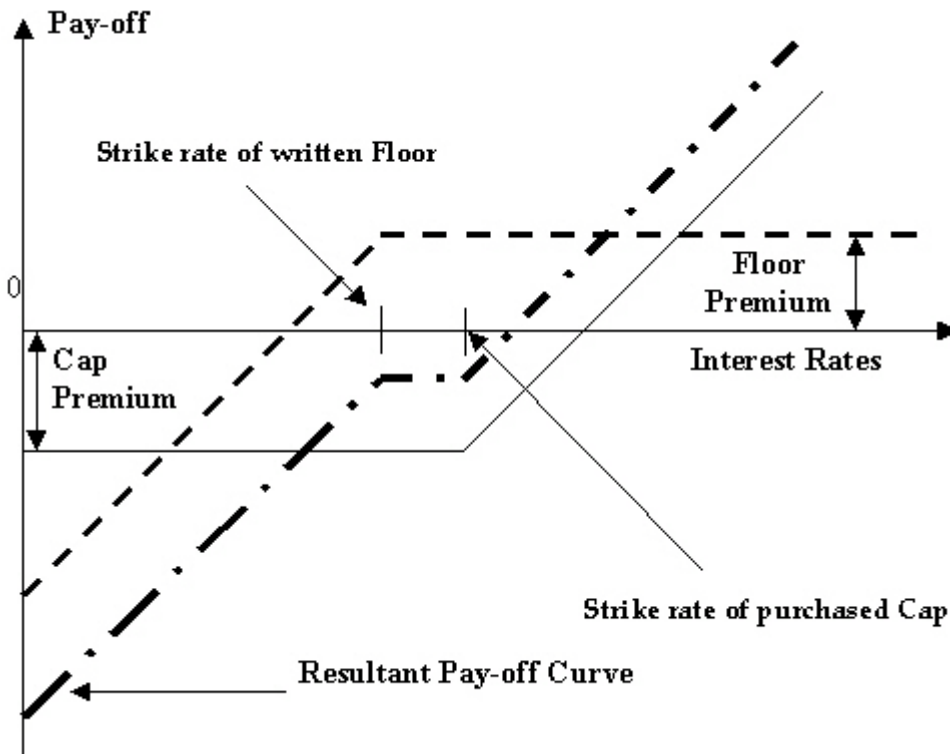 Pay-off
Strike rate of written Floor
0
Floor
Premium
Cap
Premium
Interest Rates
Strike rate of purchased Cap
Resultant Pay-off Curve